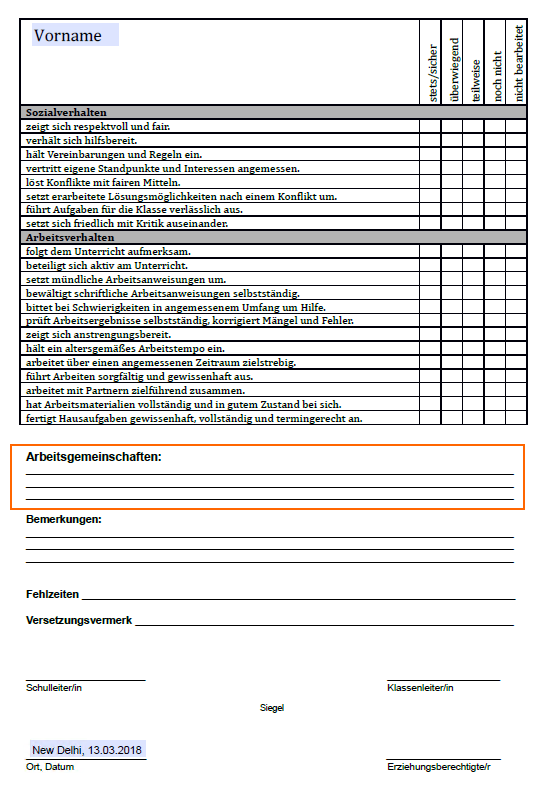 Vorname
stets/sicher
überwiegend
teilweise
noch nicht
nicht bearbeitet
Sozialverhalten
zeigt sich respektvoll und fair.
verhält sich hilfsbereit.
hält Vereinbarungen und Regeln ein.
vertritt eigene Standpunkte und Interessen angemessen.
löst Konflikte mit fairen Mitteln.
setzt erarbeitete Lösungsmöglichkeiten nach einem Konflikt um.
führt Aufgaben für die Klasse verlässlich aus.
setzt sich friedlich mit Kritik auseinander.
Arbeitsverhalten
folgt dem Unterricht aufmerksam.
beteiligt sich aktiv am Unterricht.
setzt mündliche Arbeitsanweisungen um.
bewältigt schriftliche Arbeitsanweisungen selbstständig.
bittet bei Schwierigkeiten in angemessenem Umfang um Hilfe.
prüft Arbeitsergebnisse selbstständig, korrigiert Mängel und Fehler.
zeigt sich anstrengungsbereit.
hält ein altersgemäßes Arbeitstempo ein.
arbeitet über einen angemessenen Zeitraum zielstrebig.
führt Arbeiten sorgfältig und gewissenhaft aus.
arbeitet mit Partnern zielführend zusammen.
hat Arbeitsmaterialien vollständig und in gutem Zustand bei sich.
fertigt Hausaufgaben gewissenhaft, vollständig und termingerecht an.
Arbeitsgemeinschaften:
Bemerkungen:
Fehlzeiten
Versetzungsvermerk
Schulleiter/in Klassenleiter/in
Siegel
New Delhi, 13.03.2018
Ort, Datum Erziehungsberechtigte/r